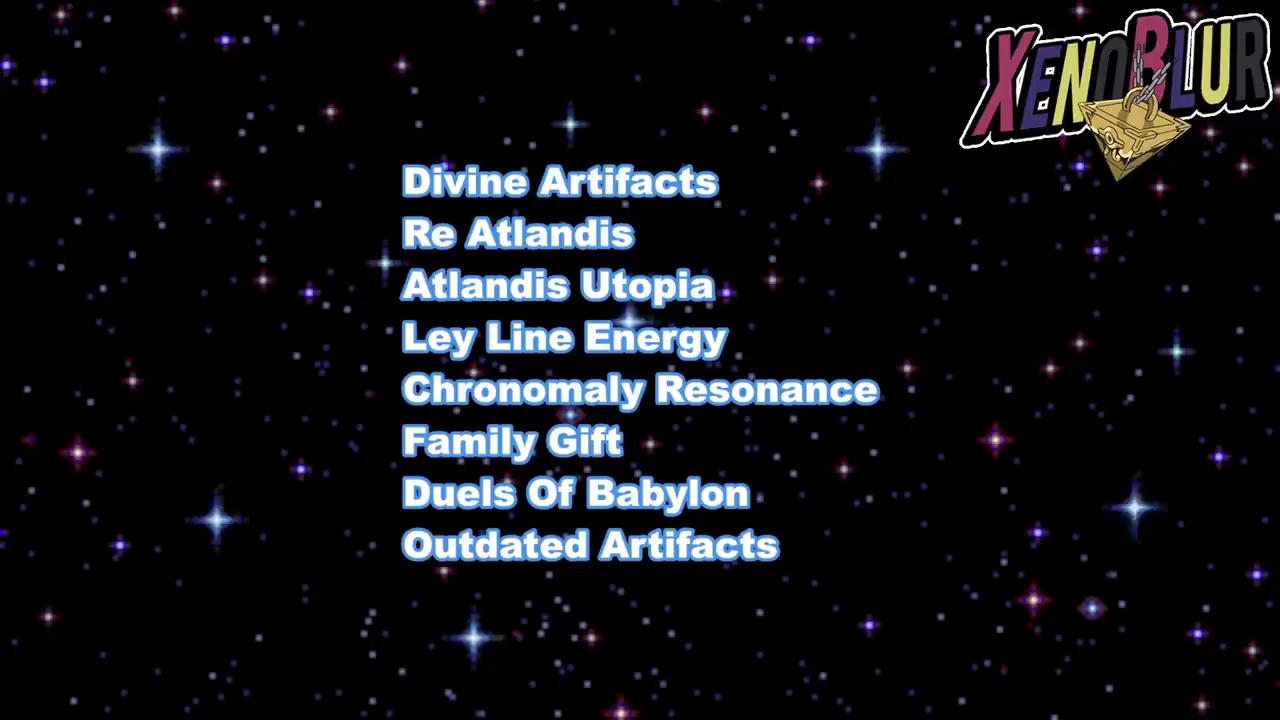 XENOBLUR
Divine Artifacts
Re Atlandis
Atlandis Utopia
Ley Line Energy
Chronomaly Resonance
Family Gift
Duels Of Babylon
Outdated Artifacts